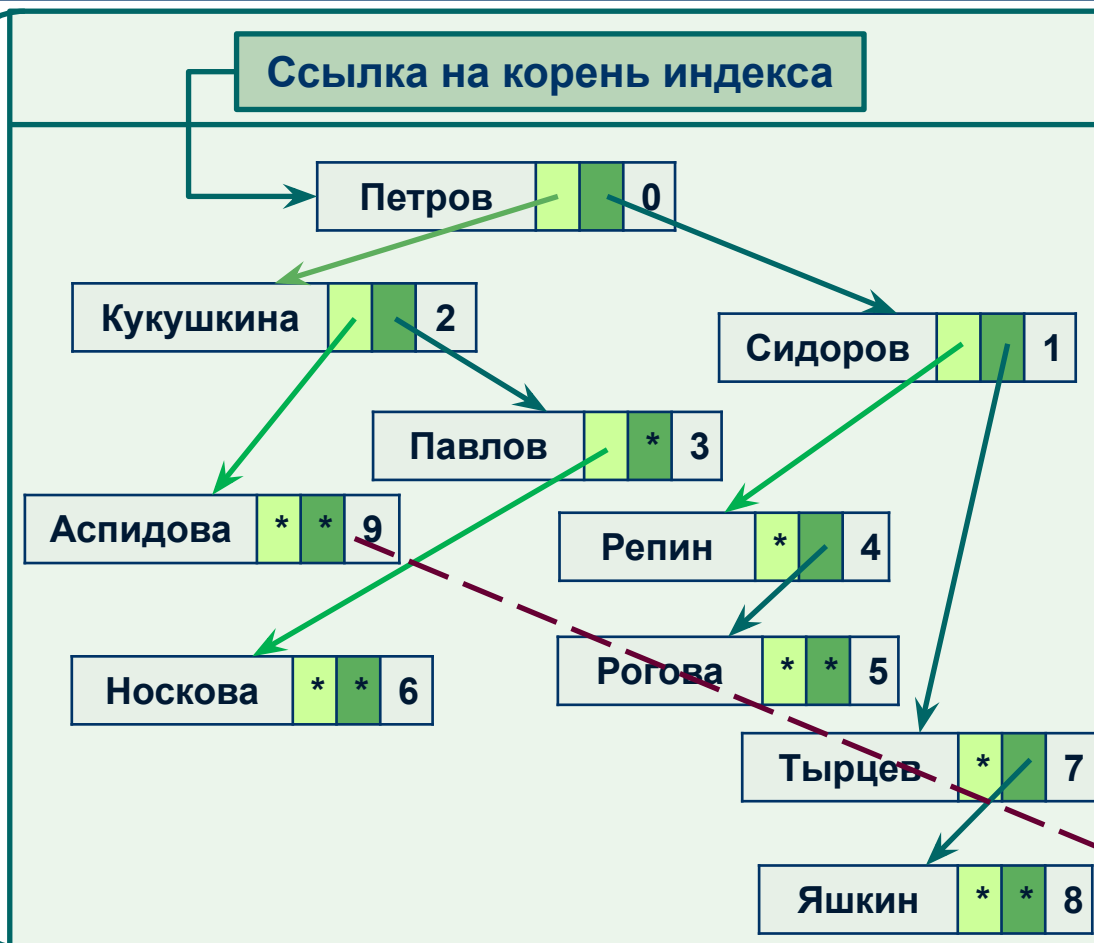 Ссылка на корень индекса
Петров 0
Кукушкина 2
Сидоров 1
Павлов * 3
Аспидова * * 9
Репин * 4
Рогова * * 5
Носкова * * 6
Тырцев * 7
Яшкин * * 8